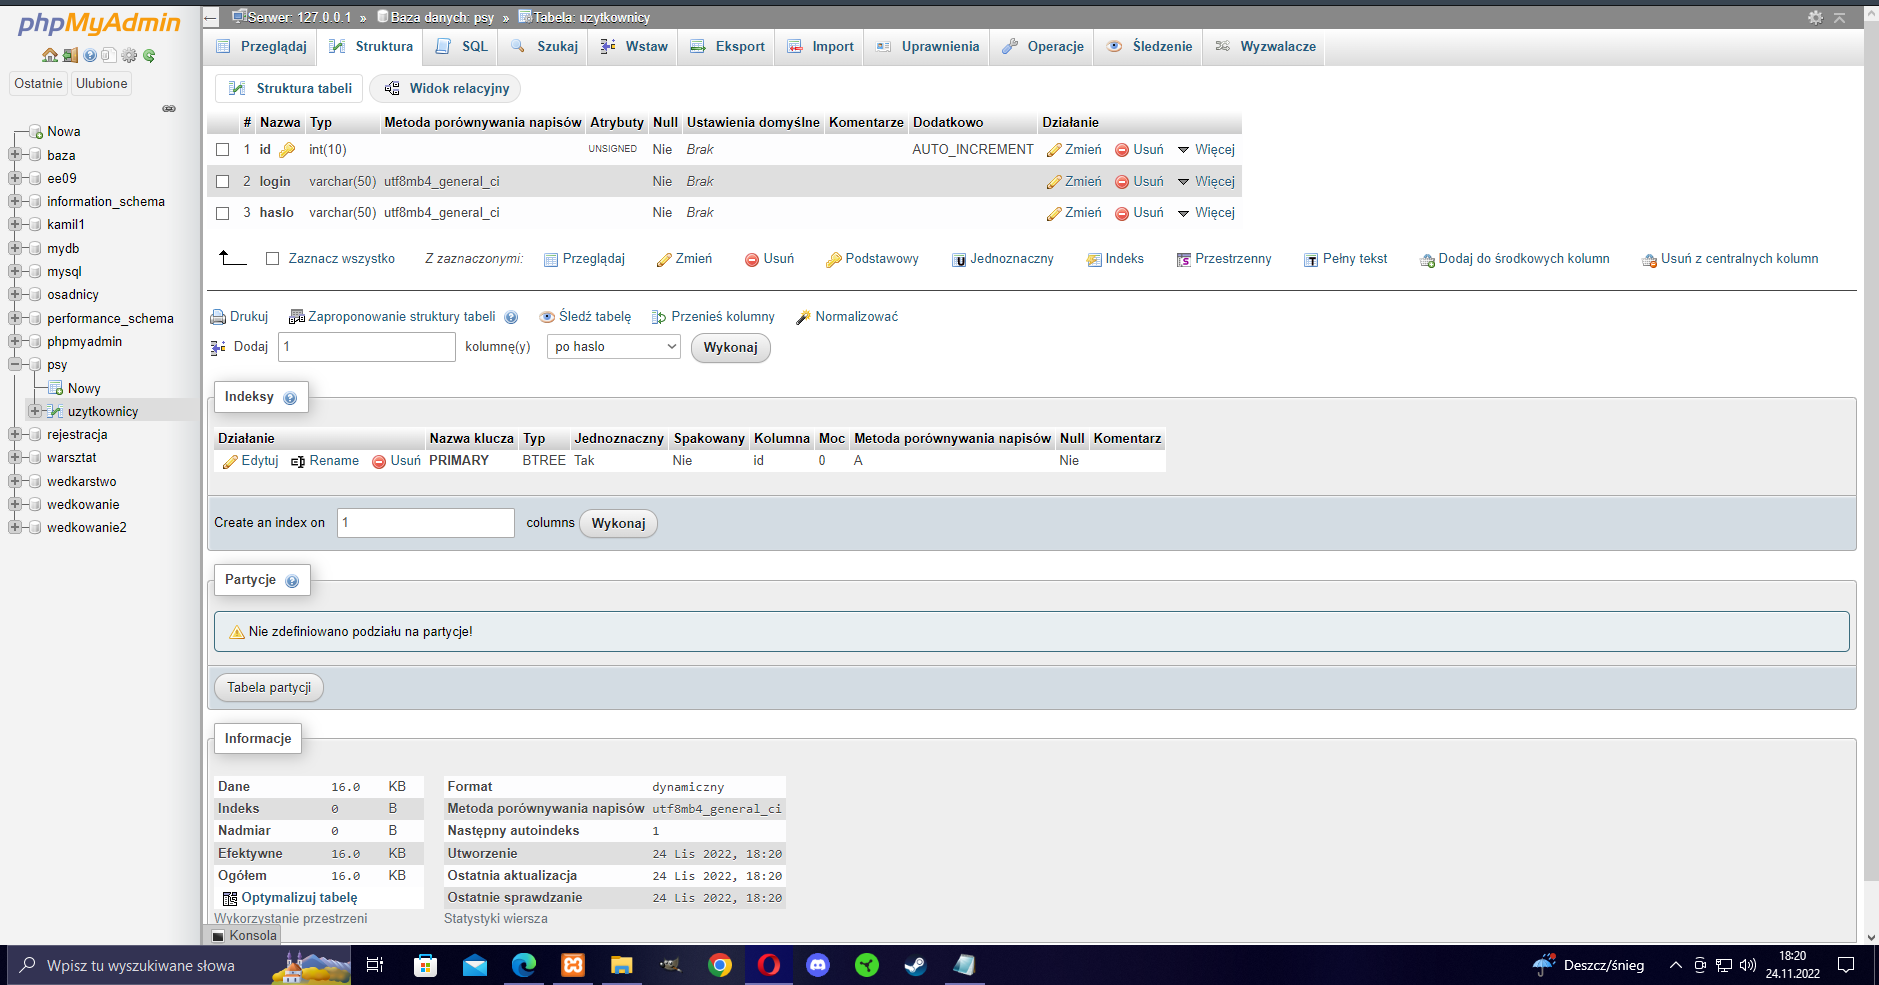 phpMyAdmin
Ostatnie Ulubione
Nowa
baza
ee09
information_schema
kamil1
mydb
mysql
osadnicy
performance_schema
phpmyadmin
psy
Nowy
uzytkownicy
rejestracja
warsztat
wedkarstwo
wedkowanie
wedkowanie2
Serwer: 127.0.0.1 » Baza danych: psy » Tabela: uzytkownicy
Przeglądaj Struktura SQL Szukaj Wstaw Eksport Import Uprawnienia Operacje Śledzenie Wyzwalacze
Struktura tabeli Widok relacyjny
# Nazwa Typ Metoda porównywania napisów Atrybuty Null Ustawienia domyślne Komentarze Dodatkowo Działanie
1 id int(10) UNSIGNED Nie Brak AUTO_INCREMENT Zmień Usuń Więcej
2 login varchar(50) utf8mb4_general_ci Nie Brak Zmień Usuń Więcej
3 haslo varchar(50) utf8mb4_general_ci Nie Brak Zmień Usuń Więcej
Zaznacz wszystko Z zaznaczonymi: Przeglądaj Zmień Usuń Podstawowy Jednoznaczny Indeks Przestrzenny Pełny tekst Dodaj do środkowych kolumn Usuń z centralnych kolumn
Drukuj Zaproponowanie struktury tabeli Śledź tabelę Przenieś kolumny Normalizować
Dodaj 1 kolumnę(y) po haslo Wykonaj
Indeksy
Działanie Nazwa klucza Typ Jednoznaczny Spakowany Kolumna Moc Metoda porównywania napisów Null Komentarz
Edytuj Rename Usuń PRIMARY BTREE Tak Nie id 0 A Nie
Create an index on 1 columns Wykonaj
Partycje
Nie zdefiniowano podziału na partycje!
Tabela partycji
Informacje
Dane 16.0 KB
Indeks 0 B
Nadmiar 0 B
Efektywne 16.0 KB
Ogółem 16.0 KB
Optymalizuj tabelę
Wykorzystanie przestrzeni
Format dynamiczny
Metoda porównywania napisów utf8mb4_general_ci
Następny autoindeks 1
Utworzenie 24 Lis 2022, 18:20
Ostatnia aktualizacja 24 Lis 2022, 18:20
Ostatnie sprawdzanie 24 Lis 2022, 18:20
Statystyki wiersza
Konsola
Wpisz tu wyszukiwane słowa
Deszcz/śnieg
18:20
24.11.2022